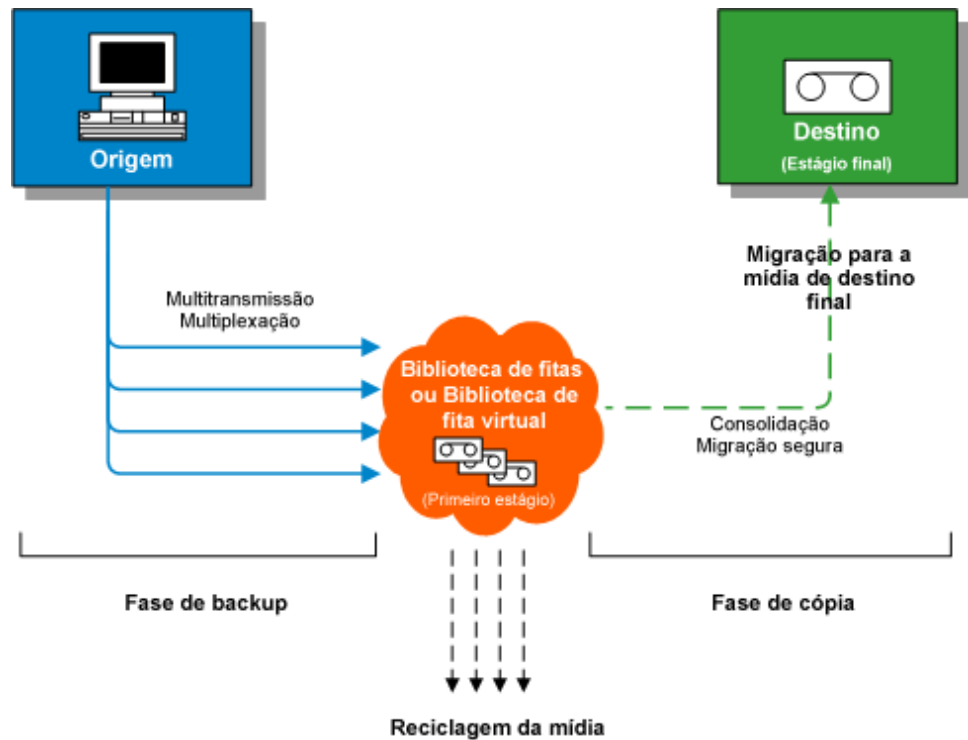 Origem
Destino
(Estágio final)
Migração para a
mídia de destino
final
Multitransmissão
Multiplexação
Biblioteca de fitas
ou Biblioteca de
fita virtual
(Primeiro estágio)
Consolidação
Migração segura
Fase de backup
Fase de cópia
Reciclagem da mídia